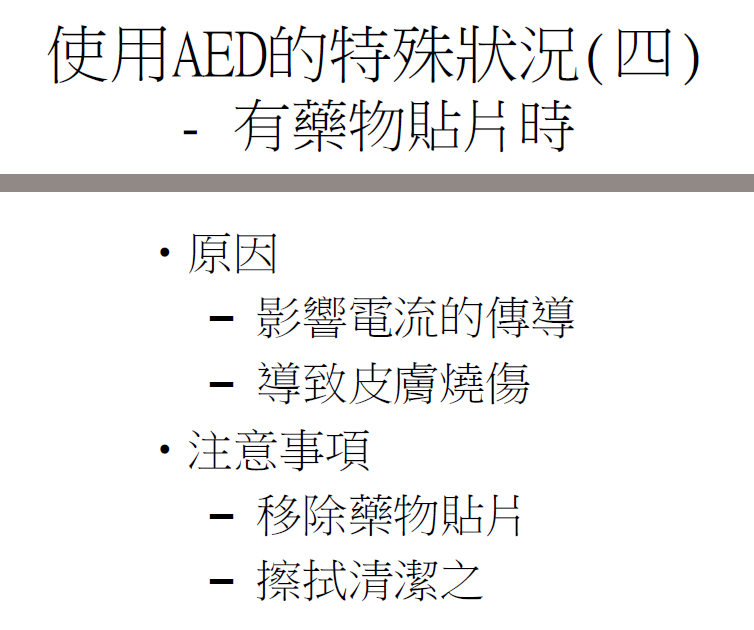 使用AED的特殊狀況(四)
- 有藥物貼片時
• 原因
– 影響電流的傳導
– 導致皮膚燒傷
• 注意事項
– 移除藥物貼片
– 擦拭清潔之